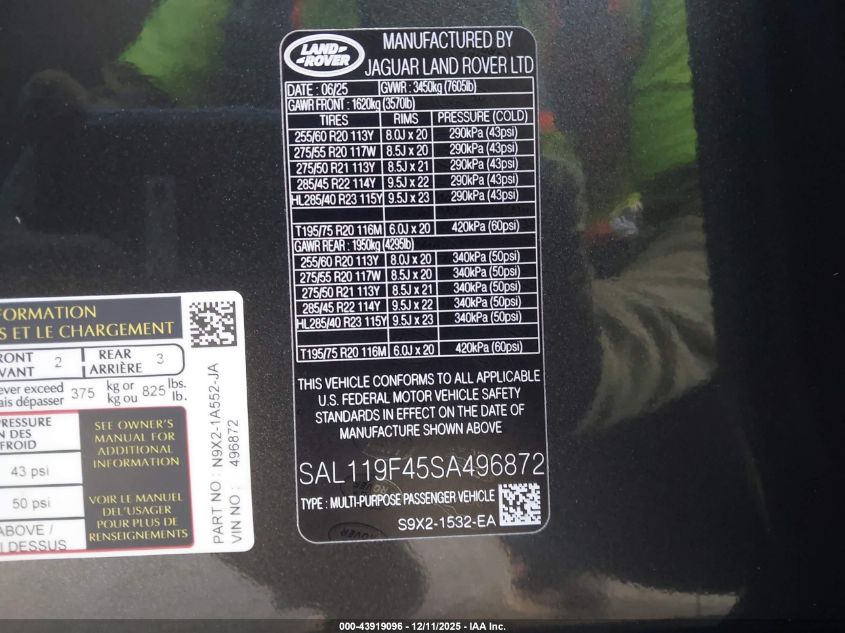 LAND-
ROVER
MANUFACTURED BY
JAGUAR LAND ROVER LTD
DATE : 06/25 GVWR : 3450kg (7605lb)
GAWR FRONT : 1620kg (3570lb)
TIRES RIMS PRESSURE (COLD)
255/60 R20 113Y 8.0J x 20 290kPa (43psi)
275/55 R20 117W 8.5J x 20 290kPa (43psi)
275/50 R21 113Y 8.5J x 21 290kPa (43psi)
285/45 R22 114Y 9.5J x 22 290kPa (43psi)
HL285/40 R23 115Y 9.5J x 23 290kPa (43psi)
T195/75 R20 116M 6.0J x 20 420kPa (60psi)
GAWR REAR : 1950kg (4295lb)
255/60 R20 113Y 8.0J x 20 340kPa (50psi)
275/55 R20 117W 8.5J x 20 340kPa (50psi)
275/50 R21 113Y 8.5J x 21 340kPa (50psi)
285/45 R22 114Y 9.5J x 22 340kPa (50psi)
HL285/40 R23 115Y 9.5J x 23 340kPa (50psi)
T195/75 R20 116M 6.0J x 20 420kPa (60psi)
THIS VEHICLE CONFORMS TO ALL APPLICABLE
U.S. FEDERAL MOTOR VEHICLE SAFETY
STANDARDS IN EFFECT ON THE DATE OF
MANUFACTURE SHOWN ABOVE
SAL119F45SA496872
TYPE : MULTI-PURPOSE PASSENGER VEHICLE
S9X2-1532-EA
FORMATION
S ET LE CHARGEMENT
RONT
VANT 2 REAR
ARRIÈRE 3
ever exceed
ais dépasser 375 kg or
kg ou 825 lbs.
lb.
PRESSURE
N DES
FROID
43 psi
50 psi
ABOVE /
I DESSUS
SEE OWNER'S
MANUAL FOR
ADDITIONAL
INFORMATION
VOIR LE MANUEL
DEL'USAGER
POUR PLUS DE
RENSEIGNEMENTS
PART NO : N9X2-1A552-JA
VIN NO : 496872
000-43919096 - 12/11/2025 - IAA Inc.